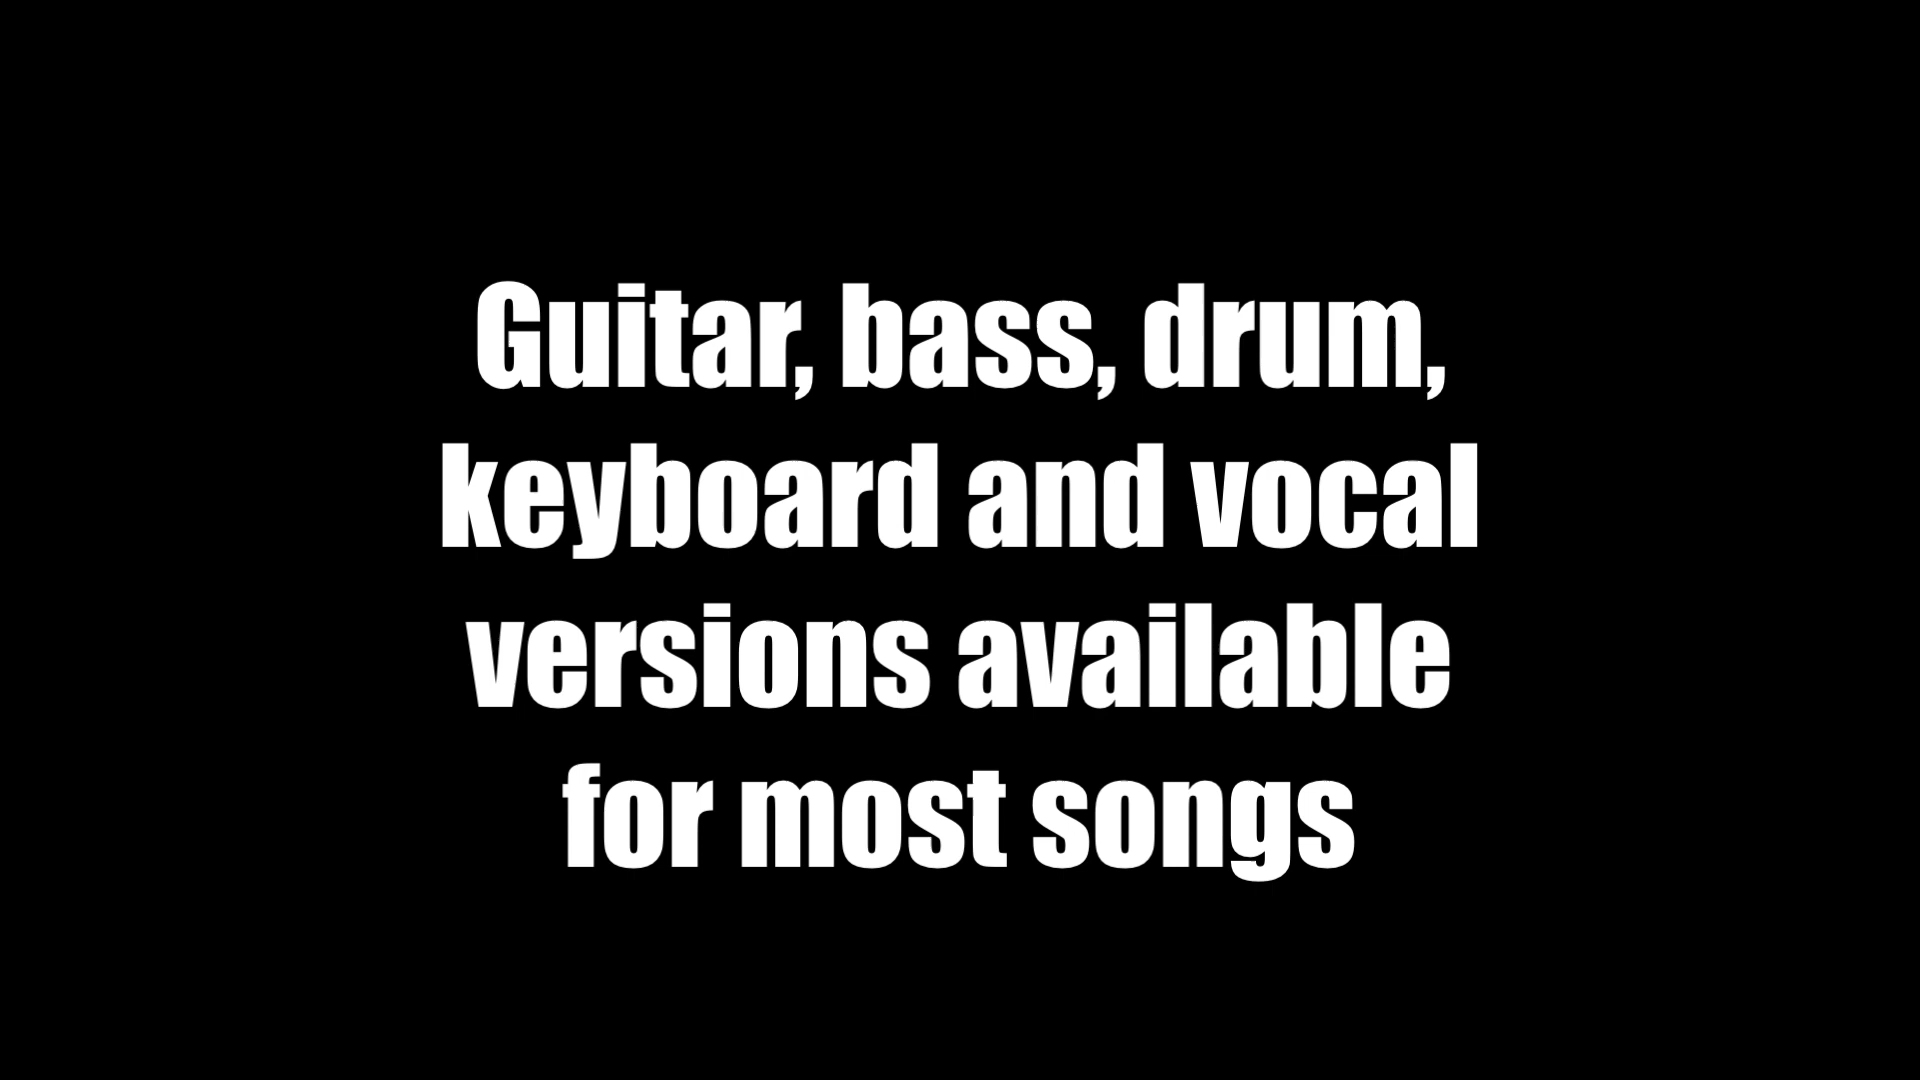 Guitar, bass, drum,
keyboard and vocal
versions available
for most songs